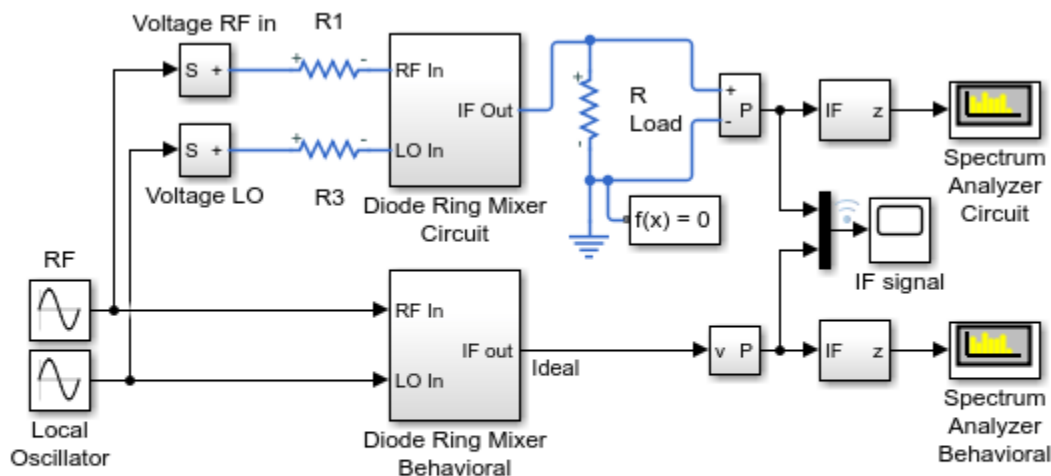 Voltage RF in
R1
S +
+
-
RF In
IF Out
LO In
Diode Ring Mixer
Circuit
S +
+
-
Voltage LO
R3
+
-
R
Load
+
-
P
f(x) = 0
IF
z
Spectrum
Analyzer
Circuit
IF signal
RF
Local
Oscillator
RF In
IF out
LO In
Diode Ring Mixer
Behavioral
Ideal
v P
IF
z
Spectrum
Analyzer
Behavioral